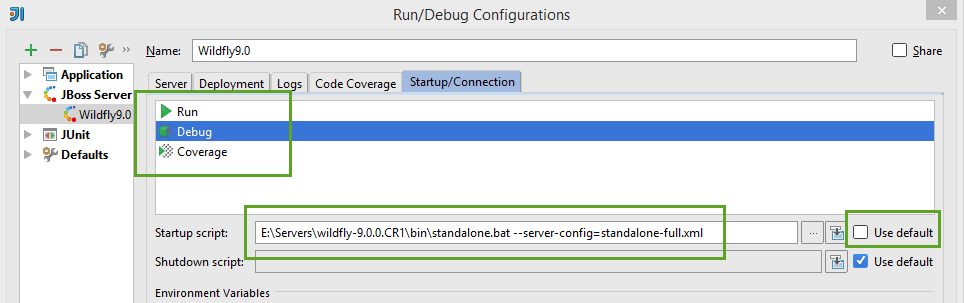 Run/Debug Configurations
Name: Wildfly9.0 Share
Application
JBoss Server
Wildfly9.0
JUnit
Defaults
Server Deployment Logs Code Coverage Startup/Connection
Run
Debug
Coverage
Startup script: E:\Servers\wildfly-9.0.0.CR1\bin\standalone.bat --server-config=standalone-full.xml ... Use default
Shutdown script: Use default
Environment Variables